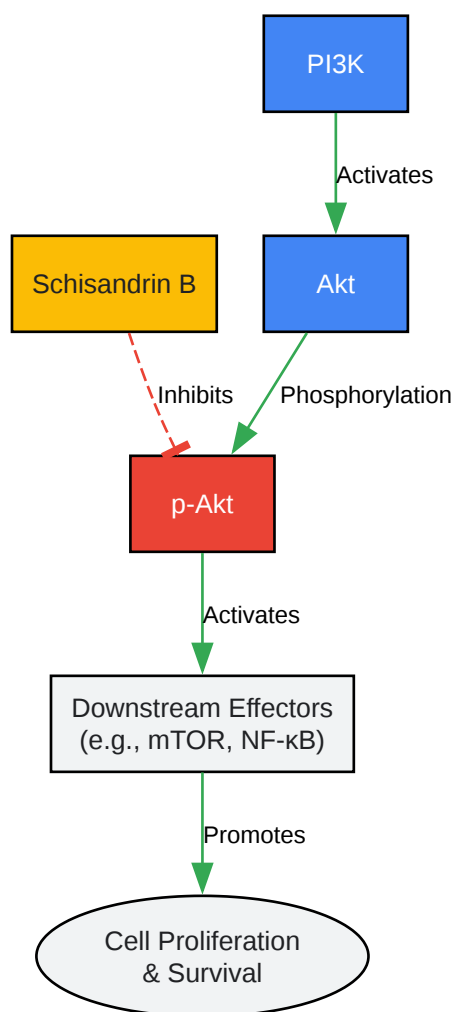 PI3K
Activates
Schisandrin B
Akt
Inhibits
Phosphorylation
p-Akt
Activates
Downstream Effectors
(e.g., mTOR, NF-κB)
Promotes
Cell Proliferation
& Survival